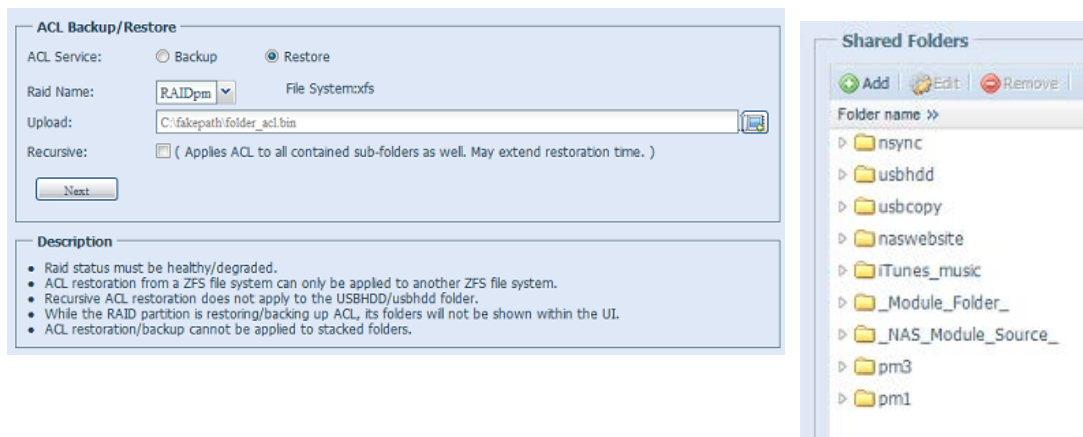 ACL Backup/Restore
ACL Service: Backup Restore
Raid Name: RAIDpm File System:xfs
Upload: C:\fakepath\folder_acl.bin
Recursive: ( Applies ACL to all contained sub-folders as well. May extend restoration time. )
Next
Description
• Raid status must be healthy/degraded.
• ACL restoration from a ZFS file system can only be applied to another ZFS file system.
• Recursive ACL restoration does not apply to the USBHDD/usbhdd folder.
• While the RAID partition is restoring/backing up ACL, its folders will not be shown within the UI.
• ACL restoration/backup cannot be applied to stacked folders.
Shared Folders
Add Edit Remove
Folder name »
nsync
usbhdd
usbcopy
naswebsite
iTunes_music
_Module_Folder_
_NAS_Module_Source_
pm3
pm1